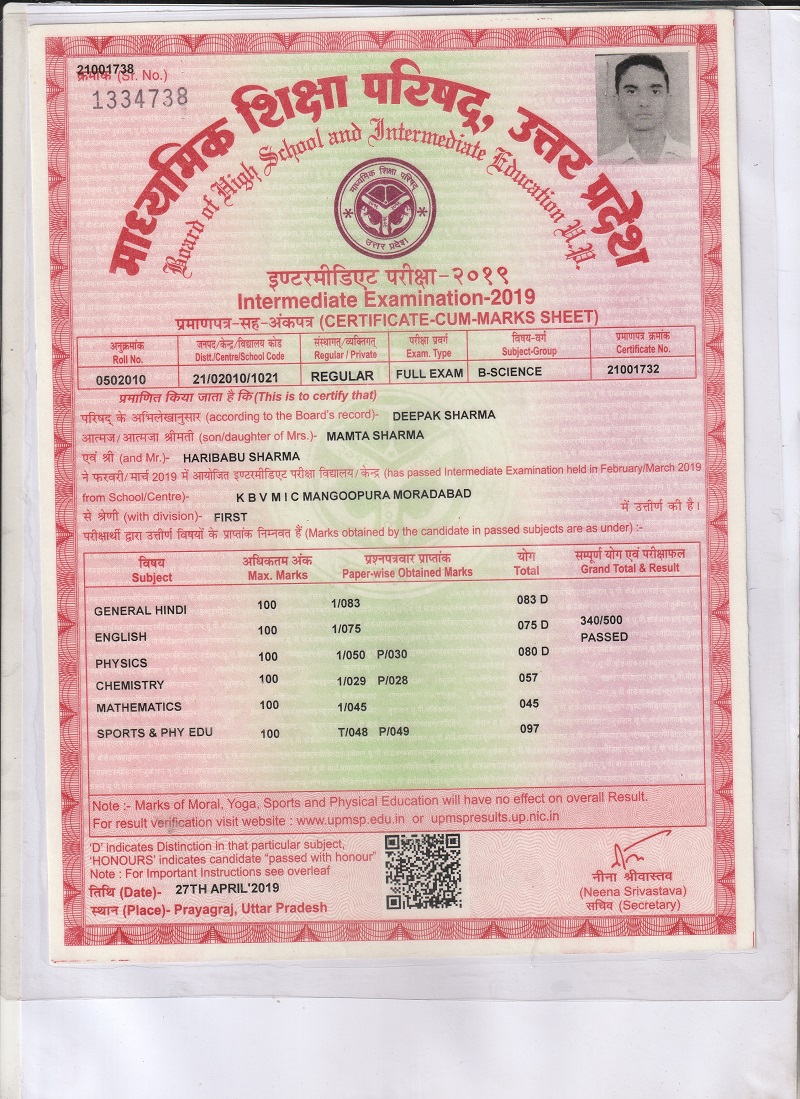 21001738
क्रमांक (Sr. No.)
1334738
माध्यमिक शिक्षा परिषद्, उत्तर प्रदेश
Board of High School and Intermediate Education U.P.
माध्यमिक शिक्षा परिषद्
उत्तर प्रदेश
इण्टरमीडिएट परीक्षा-२०१९
Intermediate Examination-2019
प्रमाणपत्र-सह-अंकपत्र (CERTIFICATE-CUM-MARKS SHEET)
अनुक्रमांक जनपद/केन्द्र/विद्यालय कोड संस्थागत/व्यक्तिगत परीक्षा प्रवर्ग विषय-वर्ग प्रमाणपत्र क्रमांक
Roll No. Distt./Centre/School Code Regular / Private Exam. Type Subject-Group Certificate No.
0502010 21/02010/1021 REGULAR FULL EXAM B-SCIENCE 21001732
प्रमाणित किया जाता है कि (This is to certify that)
परिषद् के अभिलेखानुसार (according to the Board's record)- DEEPAK SHARMA
आत्मज/आत्मजा श्रीमती (son/daughter of Mrs.)- MAMTA SHARMA
एवं श्री (and Mr.)- HARIBABU SHARMA
ने फरवरी/मार्च 2019 में आयोजित इण्टरमीडिएट परीक्षा विद्यालय/केन्द्र (has passed Intermediate Examination held in February/March 2019
from School/Centre)- K B V M I C MANGOOPURA MORADABAD में उत्तीर्ण की है।
से श्रेणी (with division)- FIRST
परीक्षार्थी द्वारा उत्तीर्ण विषयों के प्राप्तांक निम्नवत हैं (Marks obtained by the candidate in passed subjects are as under) :-
विषय अधिकतम अंक प्रश्नपत्रवार प्राप्तांक योग सम्पूर्ण योग एवं परीक्षाफल
Subject Max. Marks Paper-wise Obtained Marks Total Grand Total & Result
GENERAL HINDI 100 1/083 083 D
340/500
ENGLISH 100 1/075 075 D PASSED
PHYSICS 100 1/050 P/030 080 D
CHEMISTRY 100 1/029 P/028 057
MATHEMATICS 100 1/045 045
SPORTS & PHY EDU 100 T/048 P/049 097
Note :- Marks of Moral, Yoga, Sports and Physical Education will have no effect on overall Result.
For result verification visit website : www.upmsp.edu.in or upmspresults.up.nic.in
'D' indicates Distinction in that particular subject,
'HONOURS' indicates candidate "passed with honour"
Note : For Important Instructions see overleaf
तिथि (Date)- 27TH APRIL'2019
स्थान (Place)- Prayagraj, Uttar Pradesh
नीना श्रीवास्तव
(Neena Srivastava)
सचिव (Secretary)